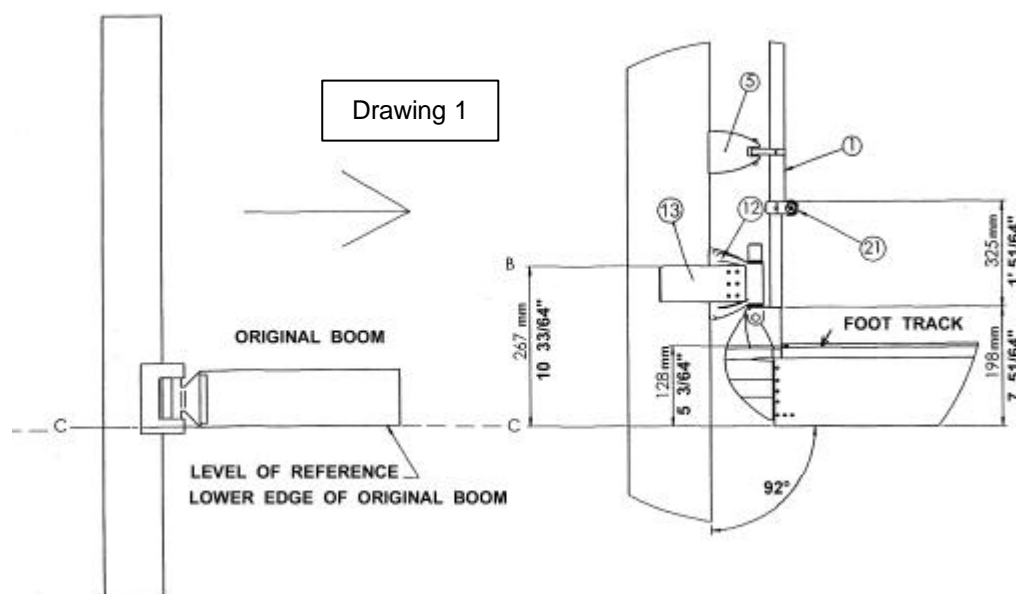 Drawing 1
ORIGINAL BOOM
C
LEVEL OF REFERENCE
LOWER EDGE OF ORIGINAL BOOM
5
1
13
12
21
B
C
267 mm
10 33/64"
128 mm
5 3/64"
FOOT TRACK
325 mm
1' 51/64"
198 mm
7 51/64"
92°